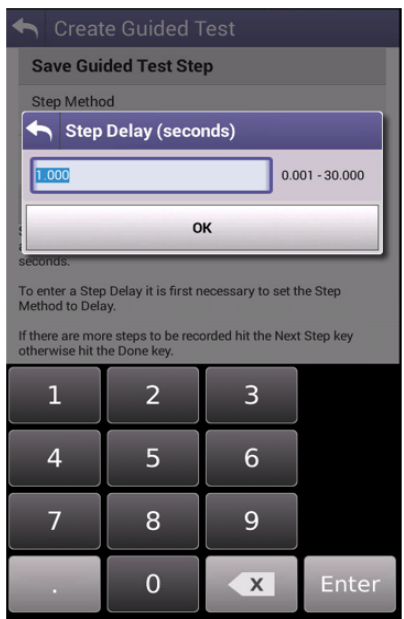 Create Guided Test
Save Guided Test Step
Step Method
Step Delay (seconds)
1.000
0.001 - 30.000
OK
seconds.
To enter a Step Delay it is first necessary to set the Step
Method to Delay.
If there are more steps to be recorded hit the Next Step key
otherwise hit the Done key.
1 2 3
4 5 6
7 8 9
. 0 X Enter